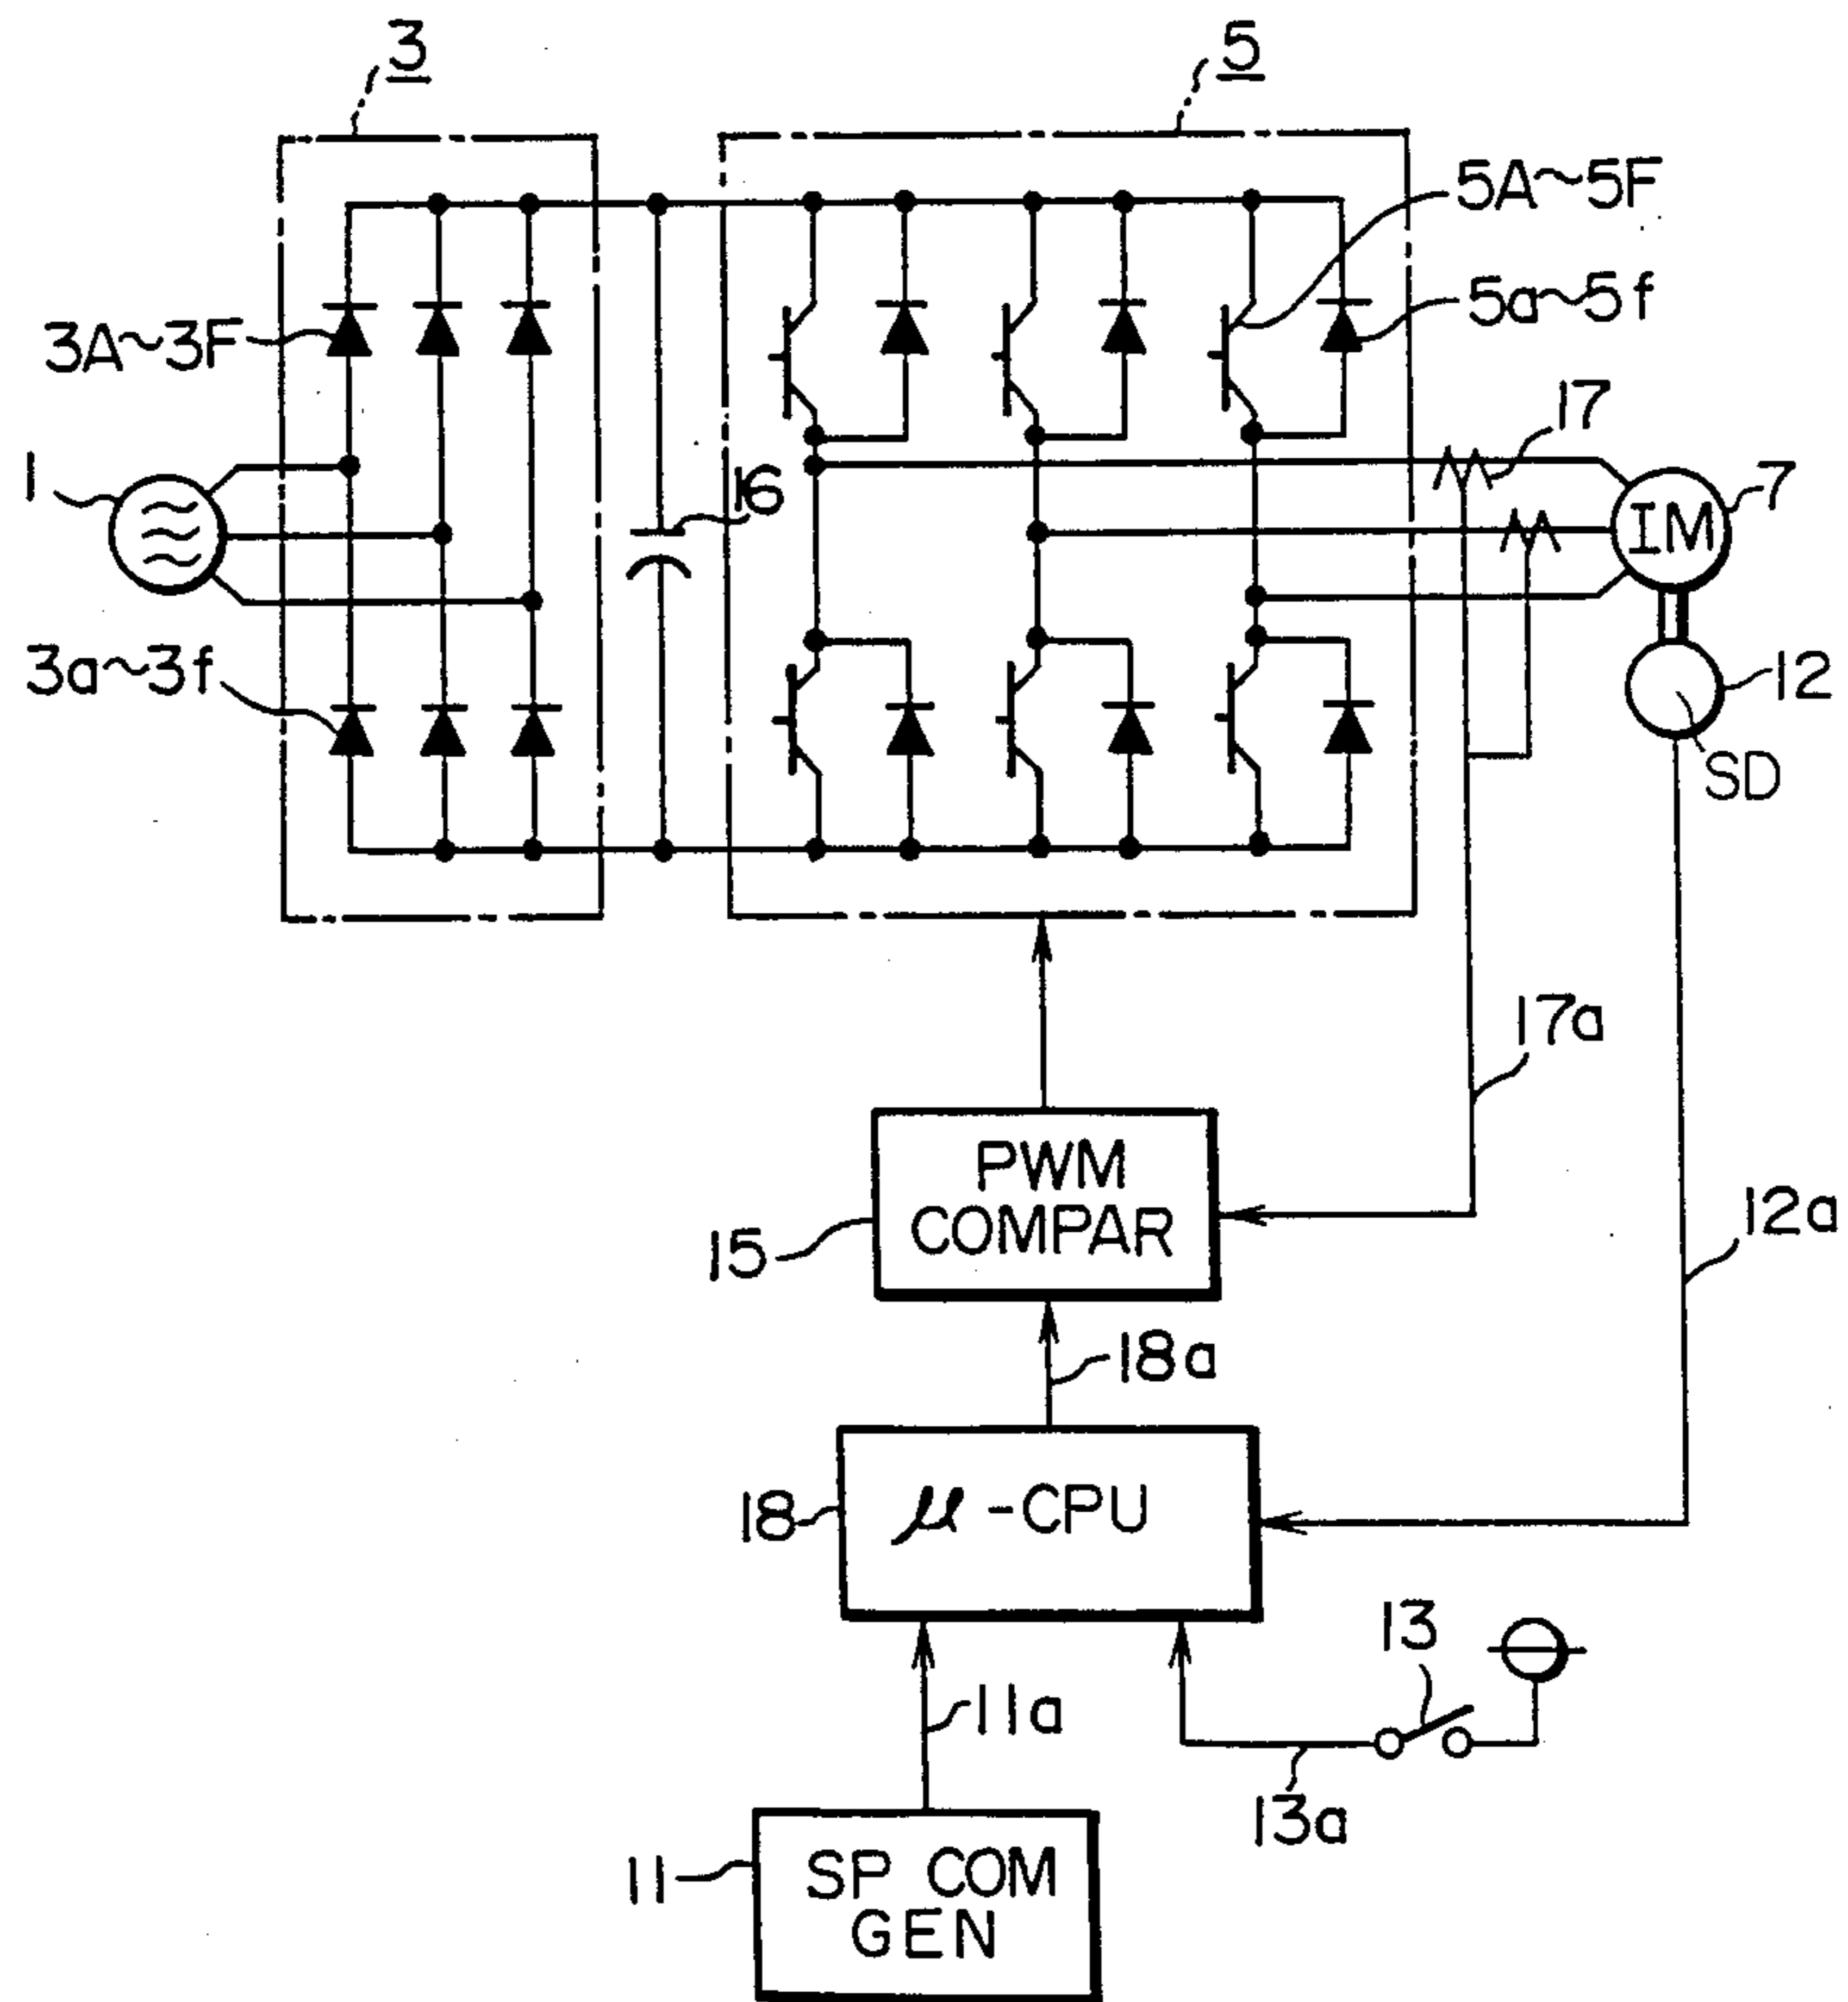 3
5
5A~5F
5a~5f
3A~3F
17
1
16
7
IM
3a~3f
12
SD
17a
PWM
COMPAR
15
12a
18a
18
μ-CPU
13
11a
13a
11
SP COM
GEN